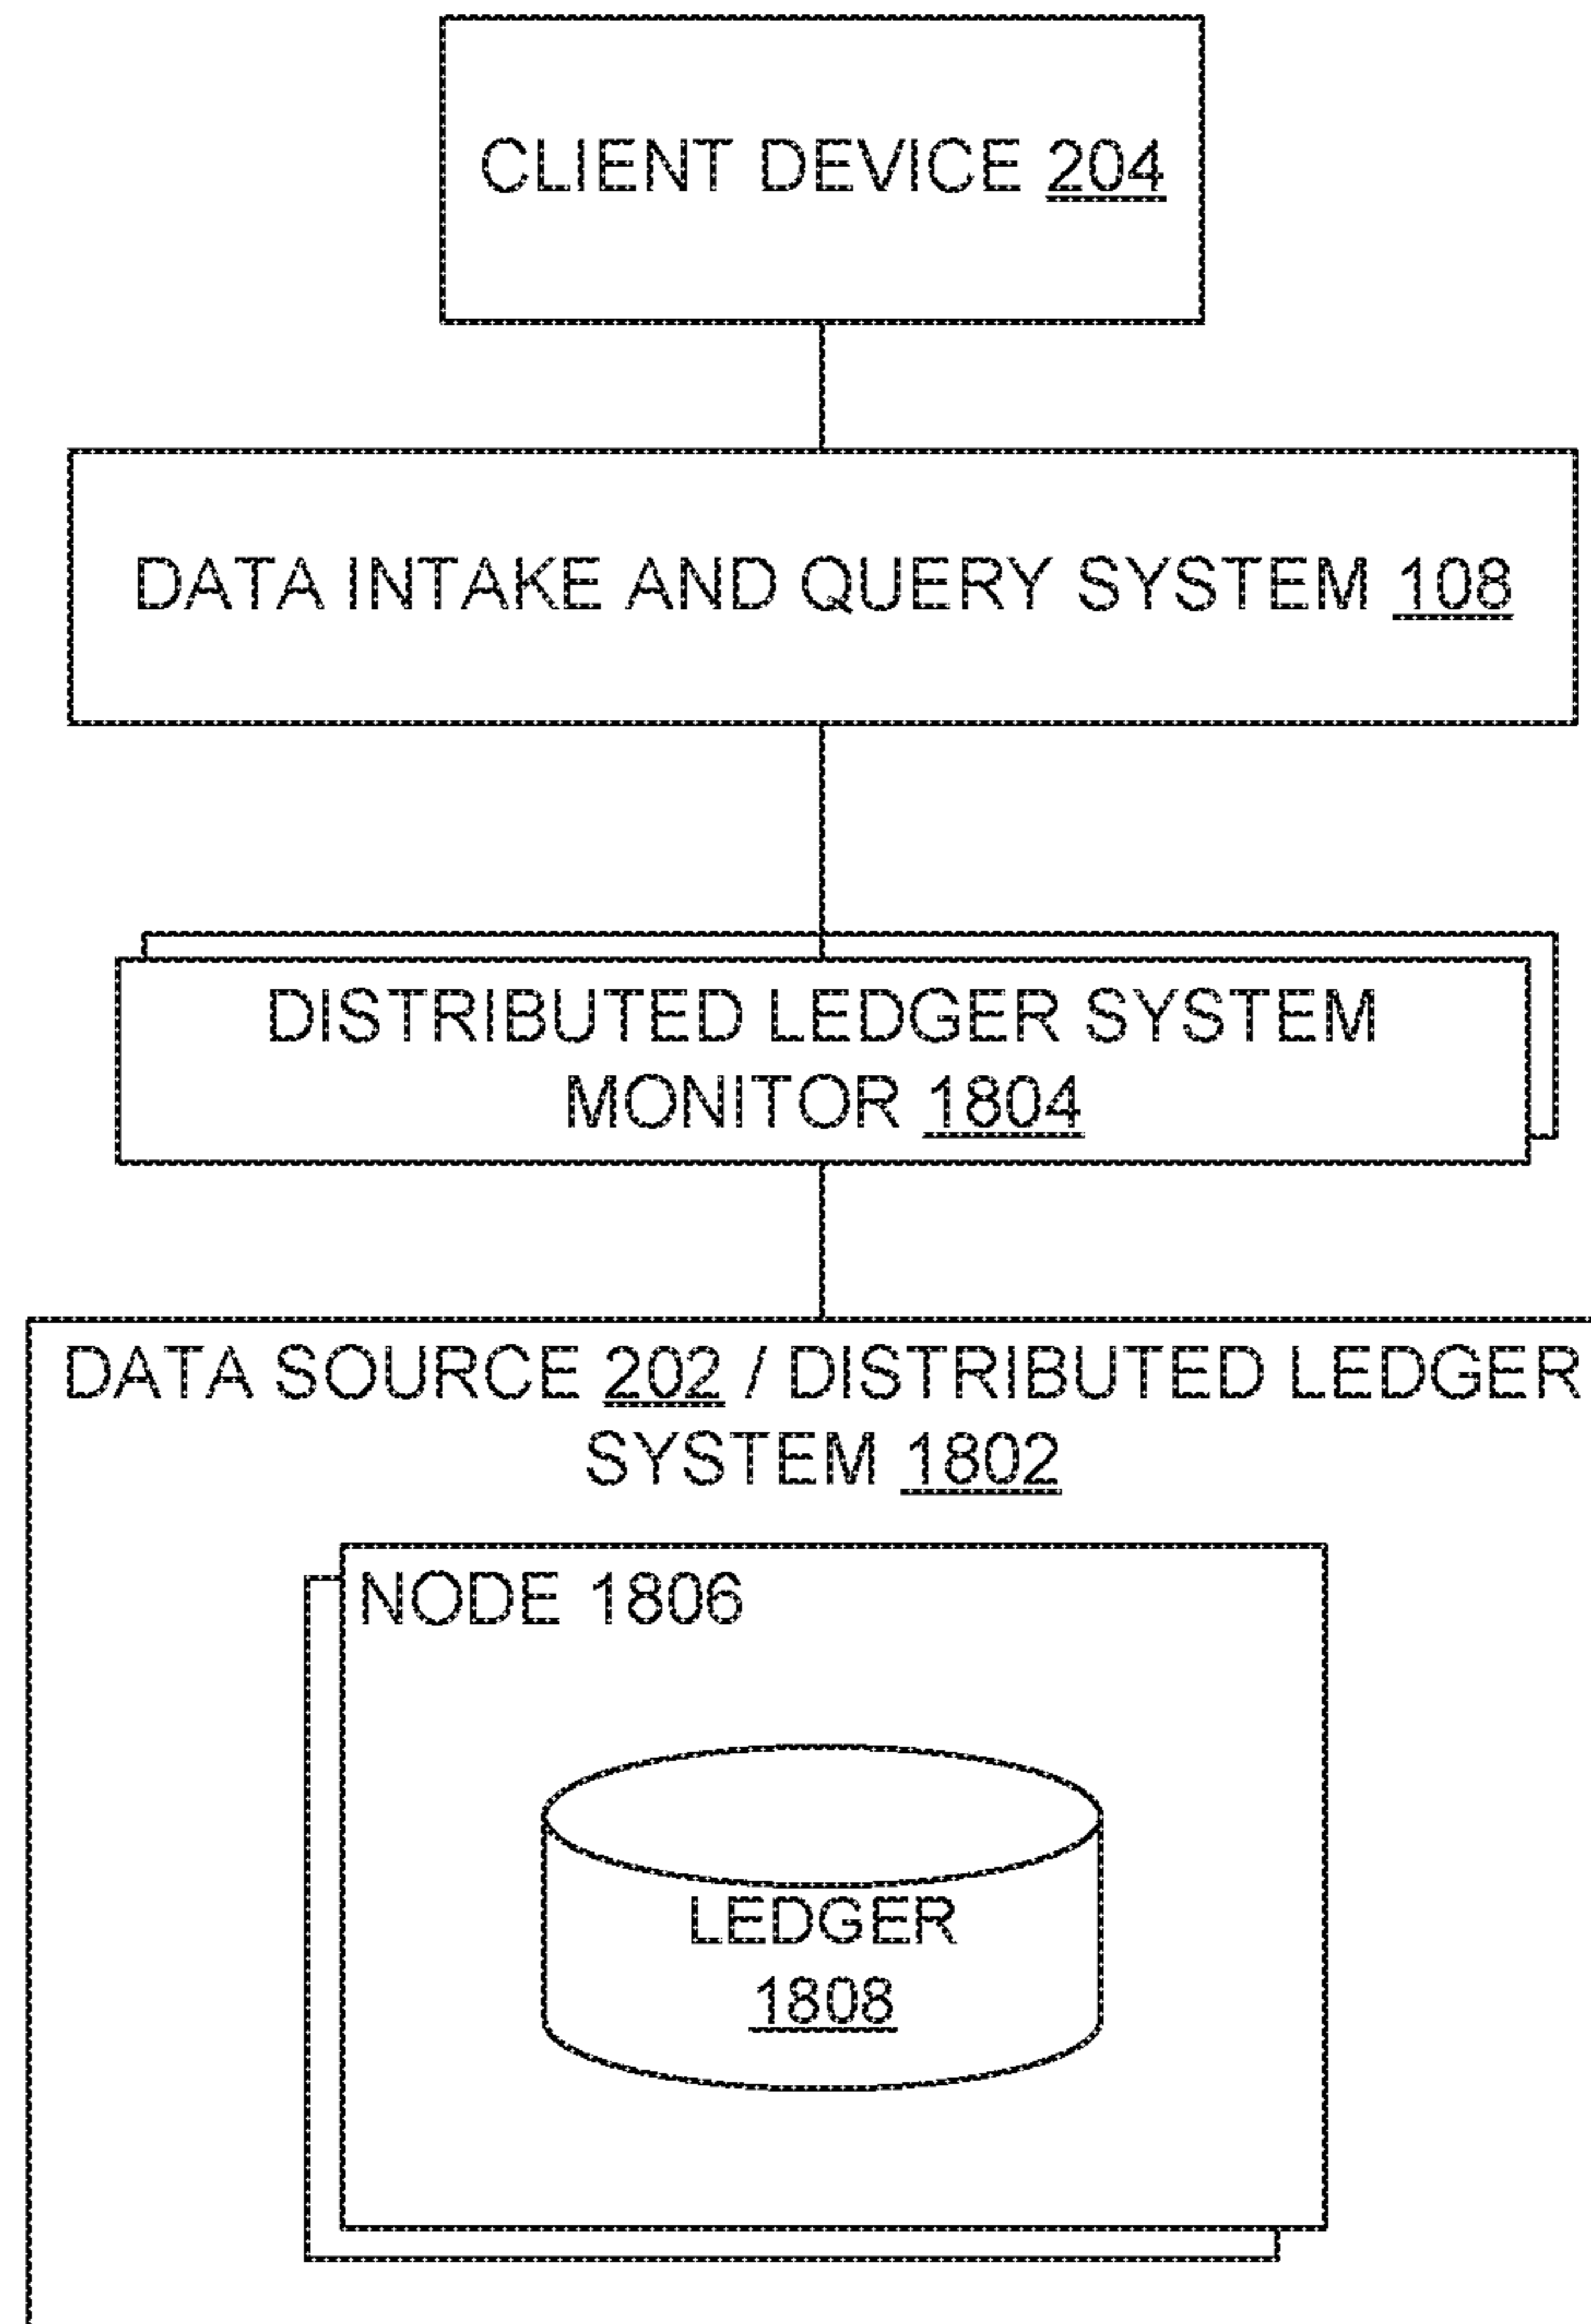 CLIENT DEVICE 204
DATA INTAKE AND QUERY SYSTEM 108
DISTRIBUTED LEDGER SYSTEM
MONITOR 1804
DATA SOURCE 202 / DISTRIBUTED LEDGER
SYSTEM 1802
NODE 1806
LEDGER
1808